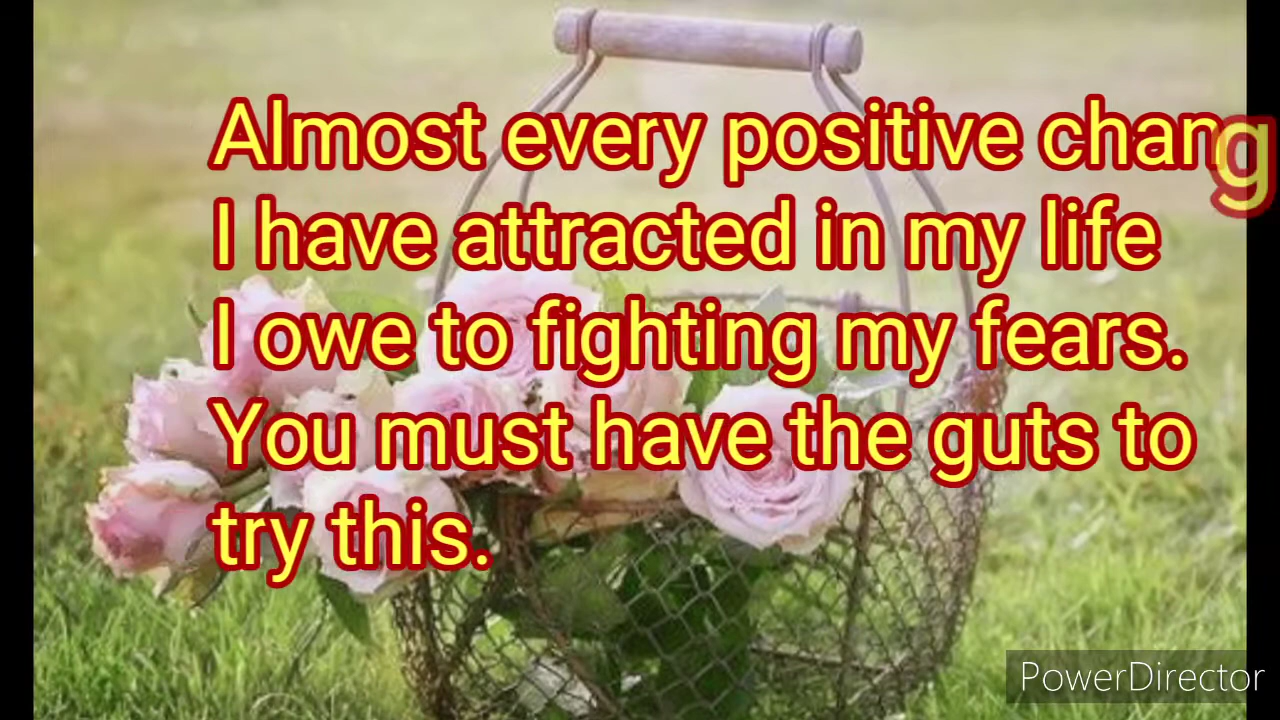 Almost every positive chang
I have attracted in my life
I owe to fighting my fears.
You must have the guts to
try this.
PowerDirector